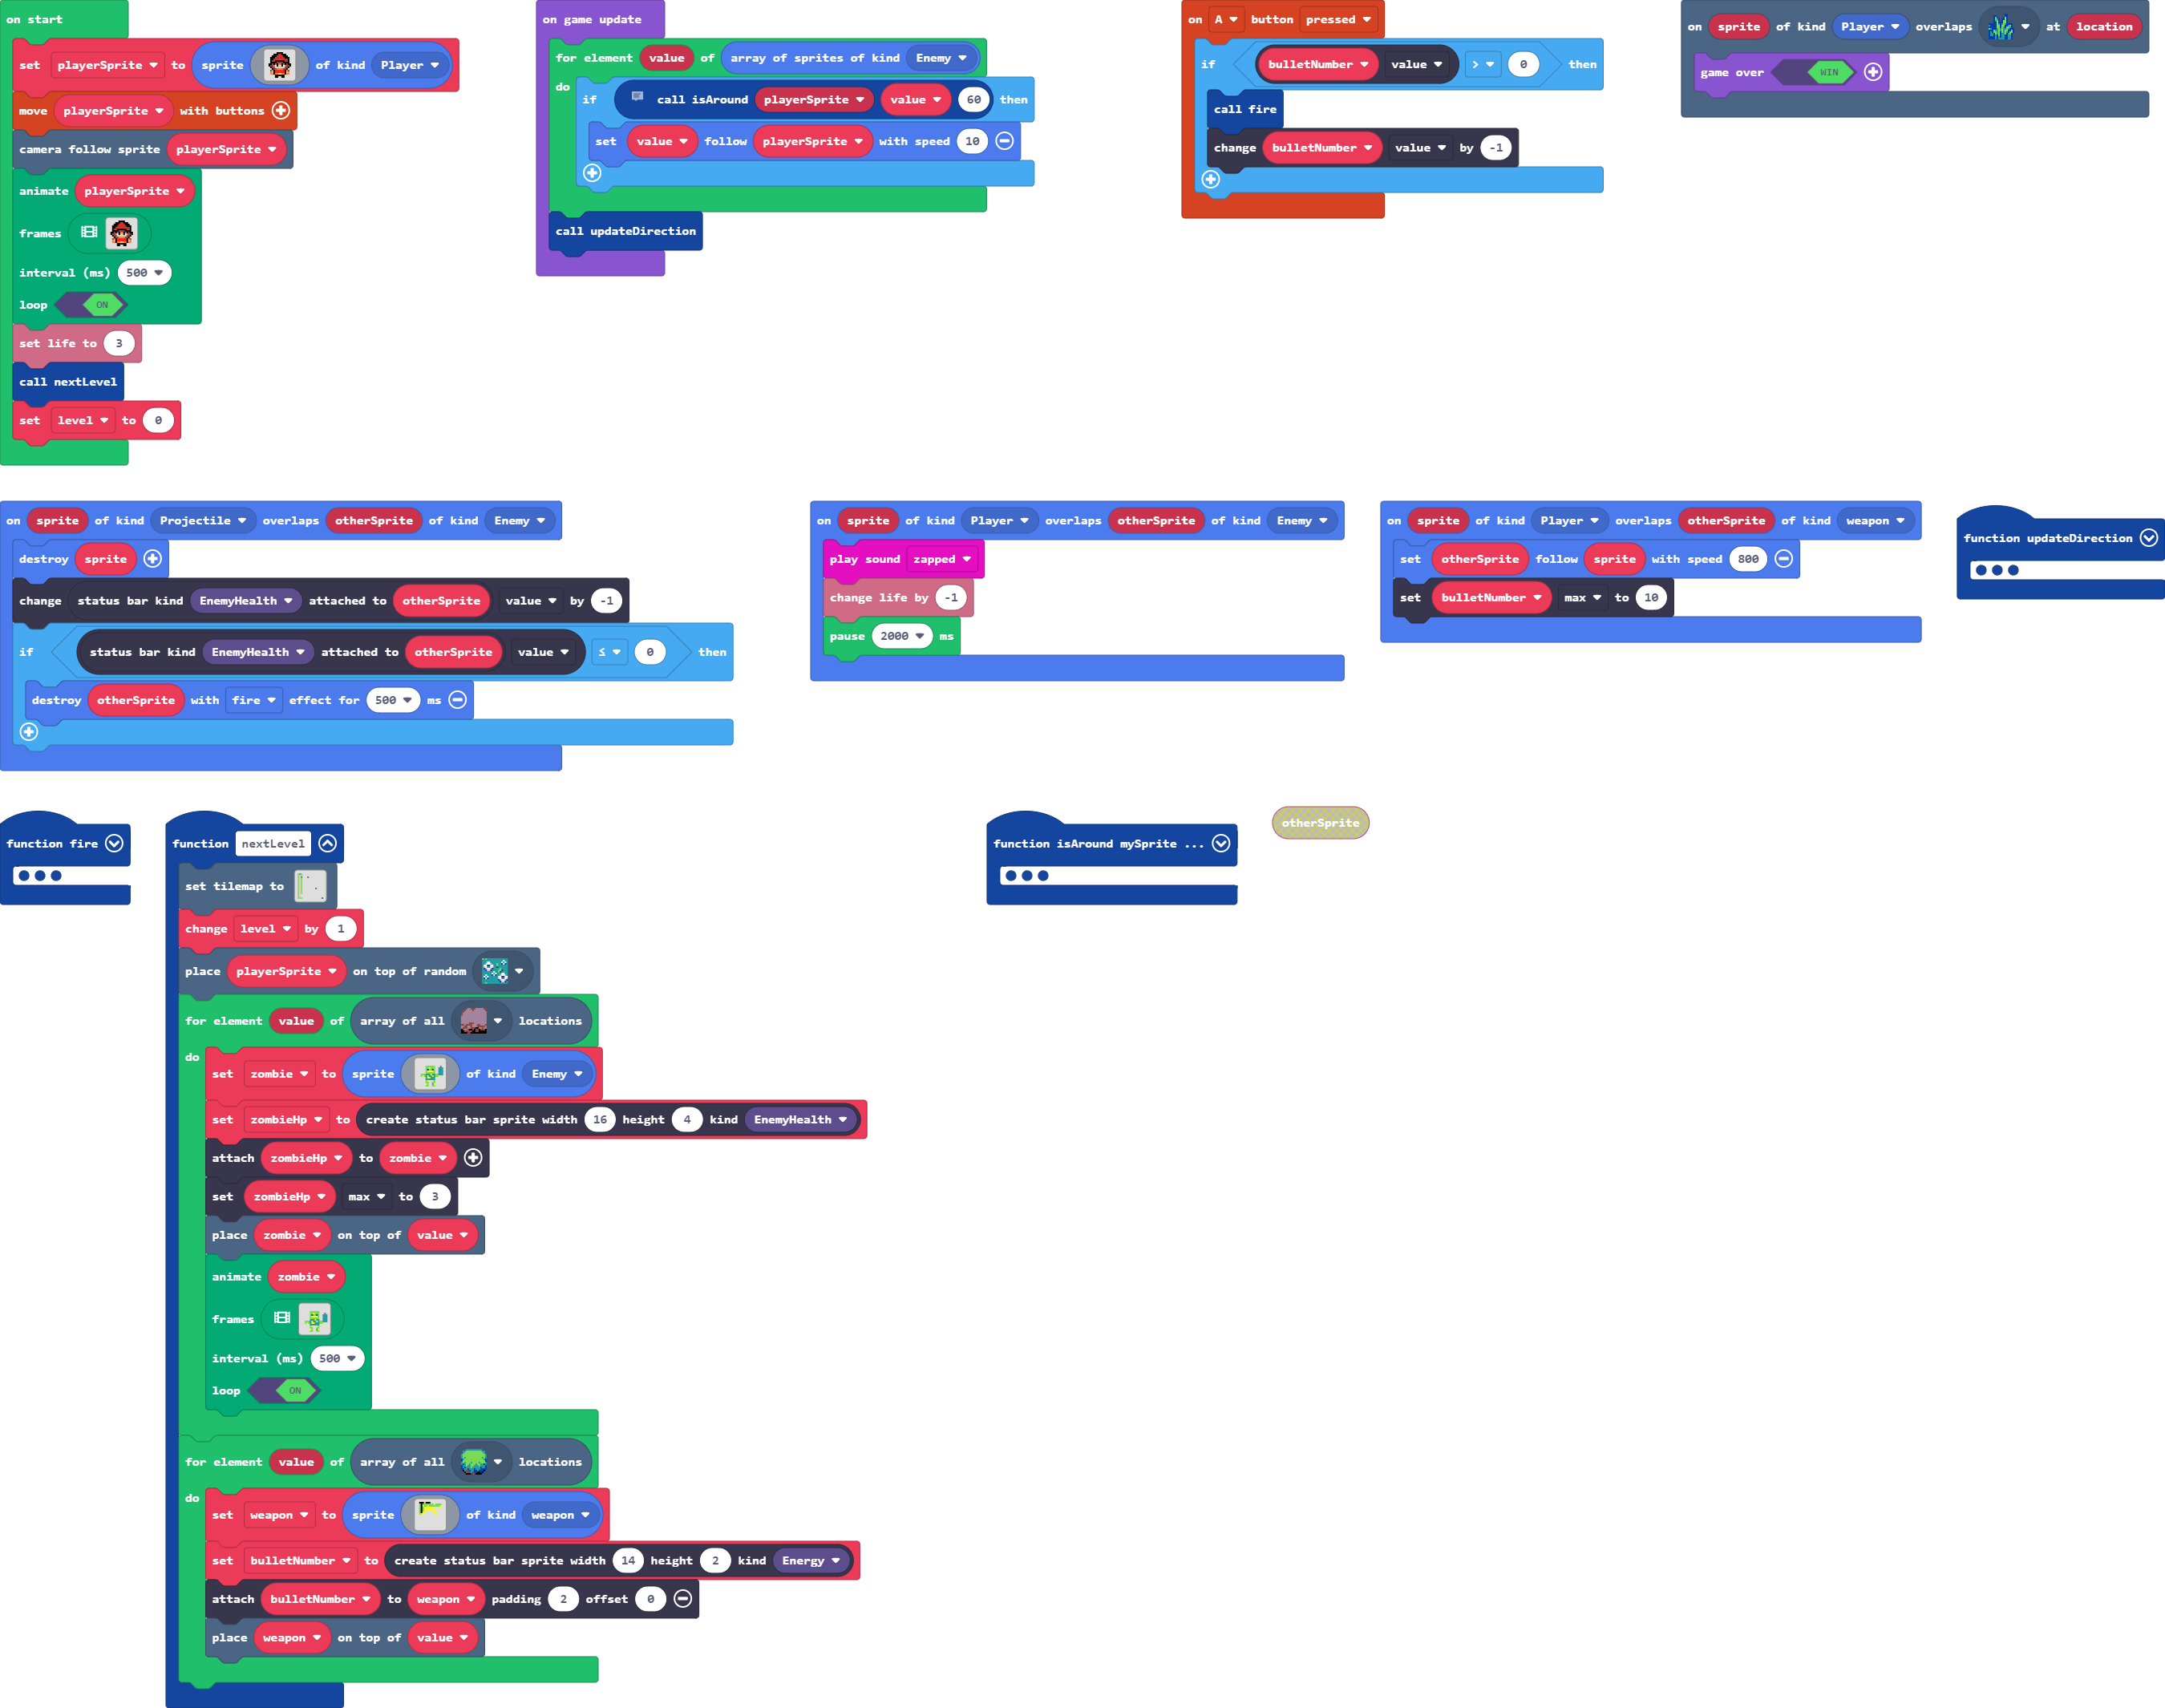 on start
set playerSprite to sprite of kind Player
move playerSprite with buttons
camera follow sprite playerSprite
animate playerSprite
frames
interval (ms) 500
loop ON
set life to 3
call nextLevel
set level to 0
on game update
for element value of array of sprites of kind Enemy
do
if call isAround playerSprite value 60 then
set value follow playerSprite with speed 10
call updateDirection
on A button pressed
if bulletNumber value > 0 then
call fire
change bulletNumber value by -1
on sprite of kind Player overlaps at location
game over WIN
on sprite of kind Projectile overlaps otherSprite of kind Enemy
destroy sprite
change status bar kind EnemyHealth attached to otherSprite value by -1
if status bar kind EnemyHealth attached to otherSprite value ≤ 0 then
destroy otherSprite with fire effect for 500 ms
on sprite of kind Player overlaps otherSprite of kind Enemy
play sound zapped
change life by -1
pause 2000 ms
on sprite of kind Player overlaps otherSprite of kind weapon
set otherSprite follow sprite with speed 800
set bulletNumber max to 10
function updateDirection
function fire
function nextLevel
set tilemap to
change level by 1
place playerSprite on top of random
for element value of array of all locations
do
set zombie to sprite of kind Enemy
set zombieHp to create status bar sprite width 16 height 4 kind EnemyHealth
attach zombieHp to zombie
set zombieHp max to 3
place zombie on top of value
animate zombie
frames
interval (ms) 500
loop ON
for element value of array of all locations
do
set weapon to sprite of kind weapon
set bulletNumber to create status bar sprite width 14 height 2 kind Energy
attach bulletNumber to weapon padding 2 offset 0
place weapon on top of value
function isAround mySprite ...
otherSprite